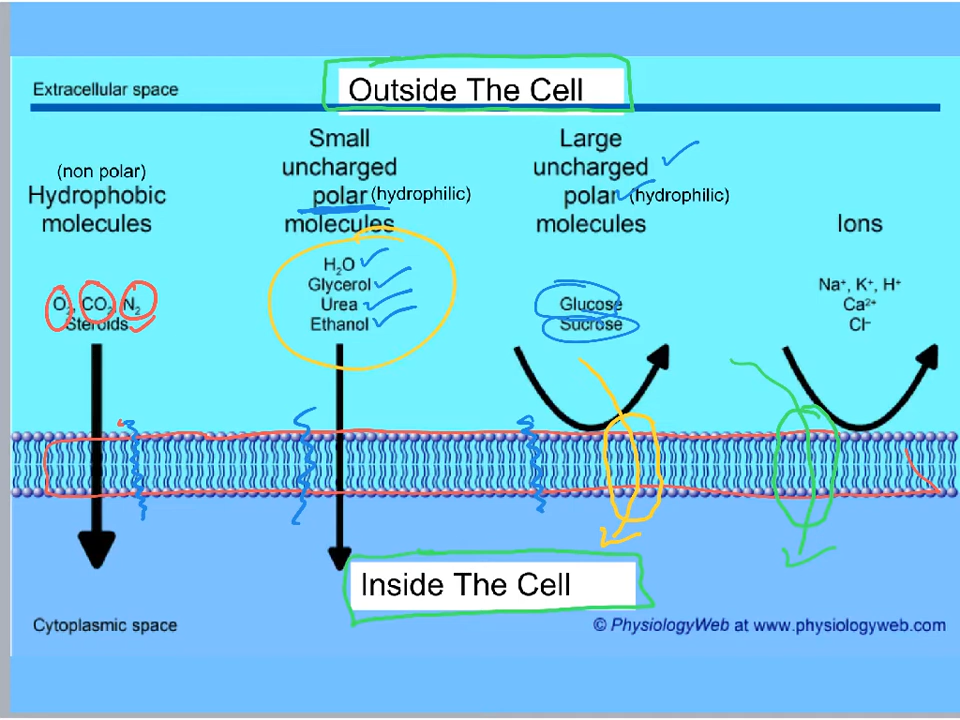 Outside The Cell
Extracellular space
(non polar)
Hydrophobic
molecules
O₂, CO₂, N₂
Steroids
Small
uncharged
polar (hydrophilic)
molecules
H₂O
Glycerol
Urea
Ethanol
Large
uncharged
polar (hydrophilic)
molecules
Glucose
Sucrose
Ions
Na⁺, K⁺, H⁺
Ca²⁺
Cl⁻
Inside The Cell
Cytoplasmic space
© PhysiologyWeb at www.physiologyweb.com